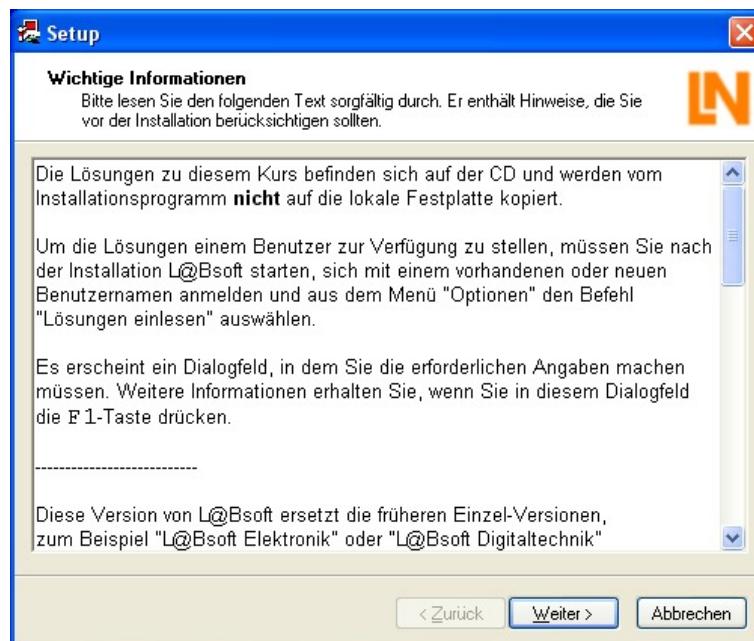 Setup
Wichtige Informationen
Bitte lesen Sie den folgenden Text sorgfältig durch. Er enthält Hinweise, die Sie
vor der Installation berücksichtigen sollten.
LN
Die Lösungen zu diesem Kurs befinden sich auf der CD und werden vom
Installationsprogramm nicht auf die lokale Festplatte kopiert.
Um die Lösungen einem Benutzer zur Verfügung zu stellen, müssen Sie nach
der Installation L@Bsoft starten, sich mit einem vorhandenen oder neuen
Benutzernamen anmelden und aus dem Menü "Optionen" den Befehl
"Lösungen einlesen" auswählen.
Es erscheint ein Dialogfeld, in dem Sie die erforderlichen Angaben machen
müssen. Weitere Informationen erhalten Sie, wenn Sie in diesem Dialogfeld
die F1-Taste drücken.
---------------------------
Diese Version von L@Bsoft ersetzt die früheren Einzel-Versionen,
zum Beispiel "L@Bsoft Elektronik" oder "L@Bsoft Digitaltechnik"
< Zurück Weiter > Abbrechen